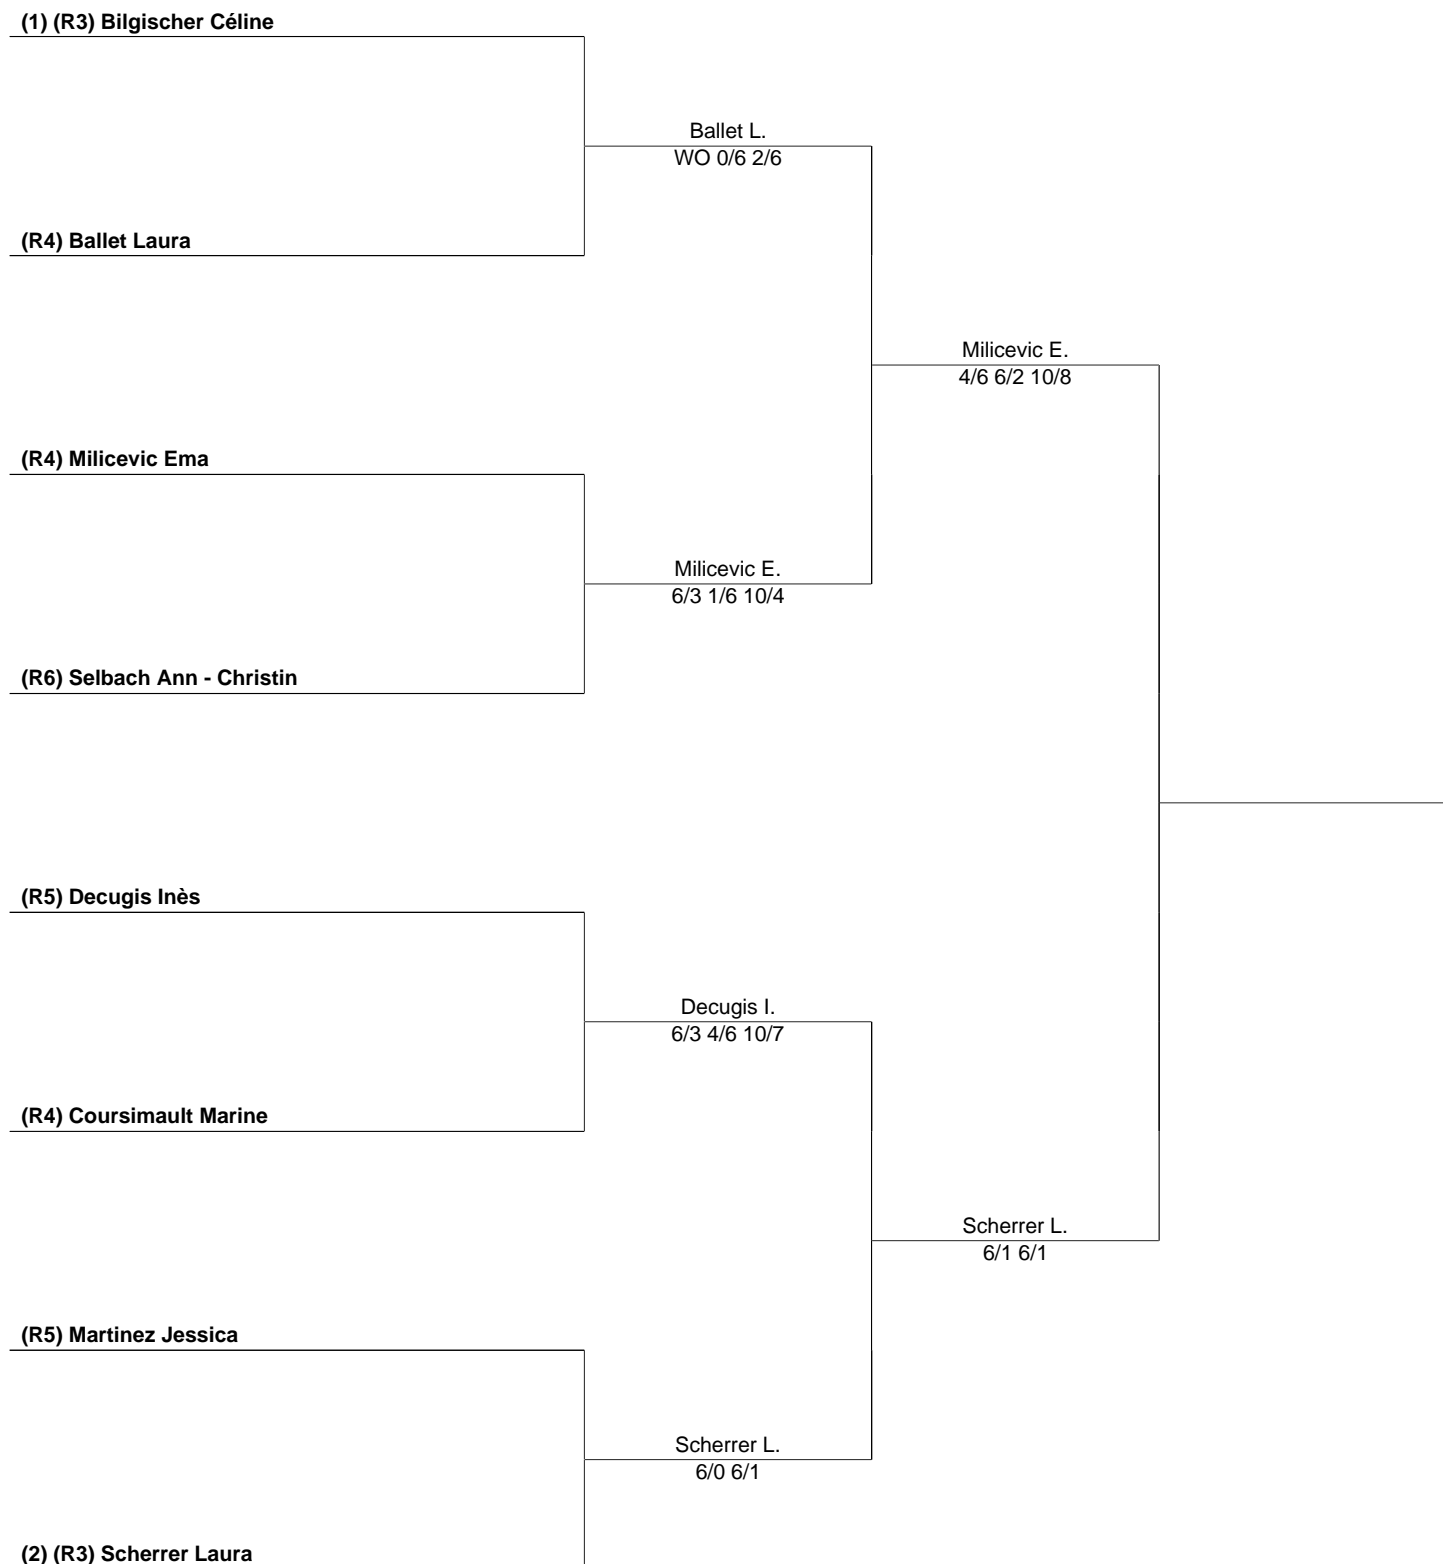 (1) (R3) Bilgischer Céline
Ballet L.
WO 0/6 2/6
(R4) Ballet Laura
Milicevic E.
4/6 6/2 10/8
(R4) Milicevic Ema
Milicevic E.
6/3 1/6 10/4
(R6) Selbach Ann - Christin
(R5) Decugis Inès
Decugis I.
6/3 4/6 10/7
(R4) Coursimault Marine
Scherrer L.
6/1 6/1
(R5) Martinez Jessica
Scherrer L.
6/0 6/1
(2) (R3) Scherrer Laura